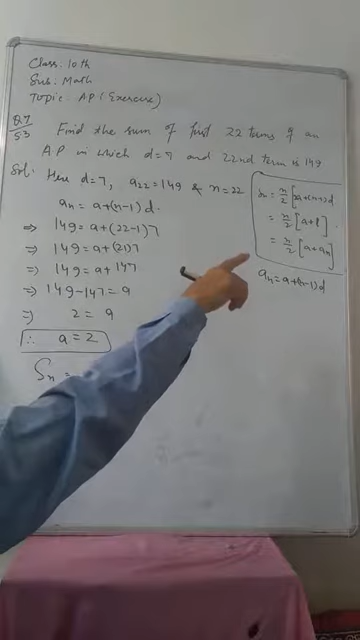 Class: 10th
Sub: Math
Topic: AP (Exercise)
Q7/53 Find the sum of first 22 terms of an
AP in which d=7 and 22nd term is 149
Sol: Here d=7, a22=149 & n=22
an = a+(n-1)d.
⇒ 149 = a+(22-1)7
⇒ 149 = a+(21)7
⇒ 149 = a+147
⇒ 149-147 = a
⇒ 2 = a
∴ a=2
Sn =
Sn = n/2[2a+(n-1)d
= n/2[a+l]
= n/2[a+an]
an = a+(n-1)d